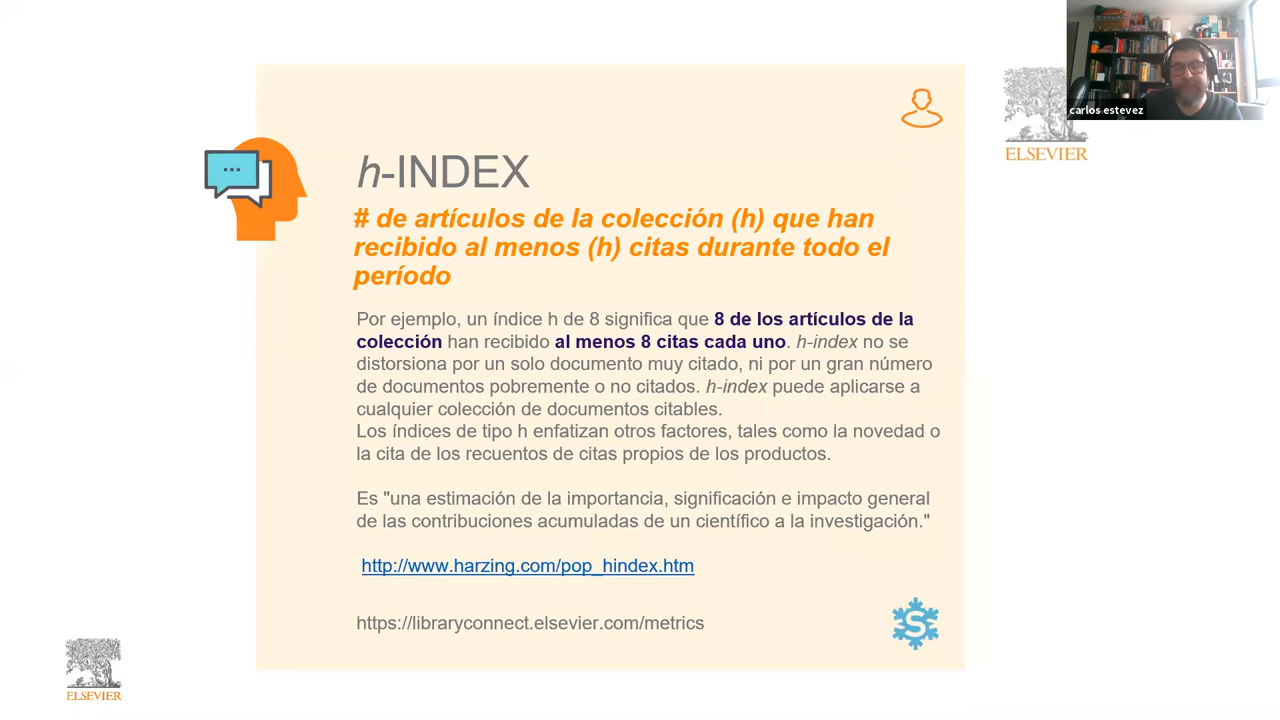 carlos estevez
ELSEVIER
h-INDEX
# de artículos de la colección (h) que han
recibido al menos (h) citas durante todo el
período
Por ejemplo, un índice h de 8 significa que 8 de los artículos de la
colección han recibido al menos 8 citas cada uno. h-index no se
distorsiona por un solo documento muy citado, ni por un gran número
de documentos pobremente o no citados. h-index puede aplicarse a
cualquier colección de documentos citables.
Los índices de tipo h enfatizan otros factores, tales como la novedad o
la cita de los recuentos de citas propios de los productos.
Es "una estimación de la importancia, significación e impacto general
de las contribuciones acumuladas de un científico a la investigación."
http://www.harzing.com/pop_hindex.htm
https://libraryconnect.elsevier.com/metrics
S
ELSEVIER